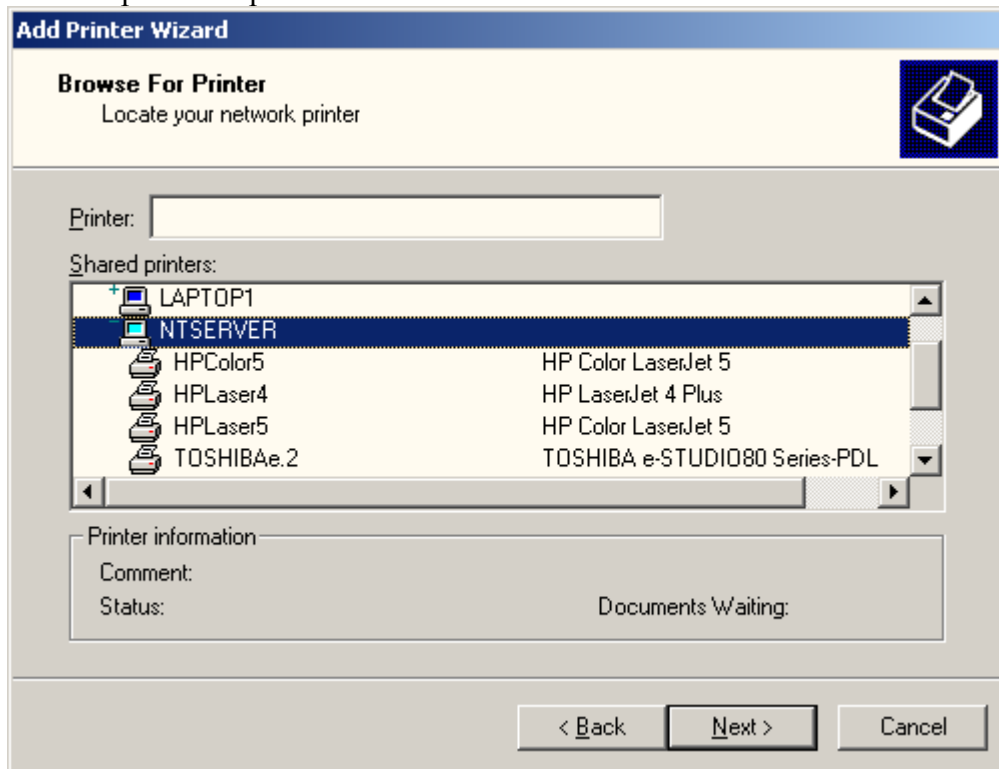 Add Printer Wizard
Browse For Printer
Locate your network printer
Printer:
Shared printers:
LAPTOP1
NTSERVER
HPColor5 HP Color LaserJet 5
HPLaser4 HP LaserJet 4 Plus
HPLaser5 HP Color LaserJet 5
TOSHIBAe.2 TOSHIBA e-STUDIO80 Series-PDL
Printer information
Comment:
Status: Documents Waiting:
< Back Next > Cancel